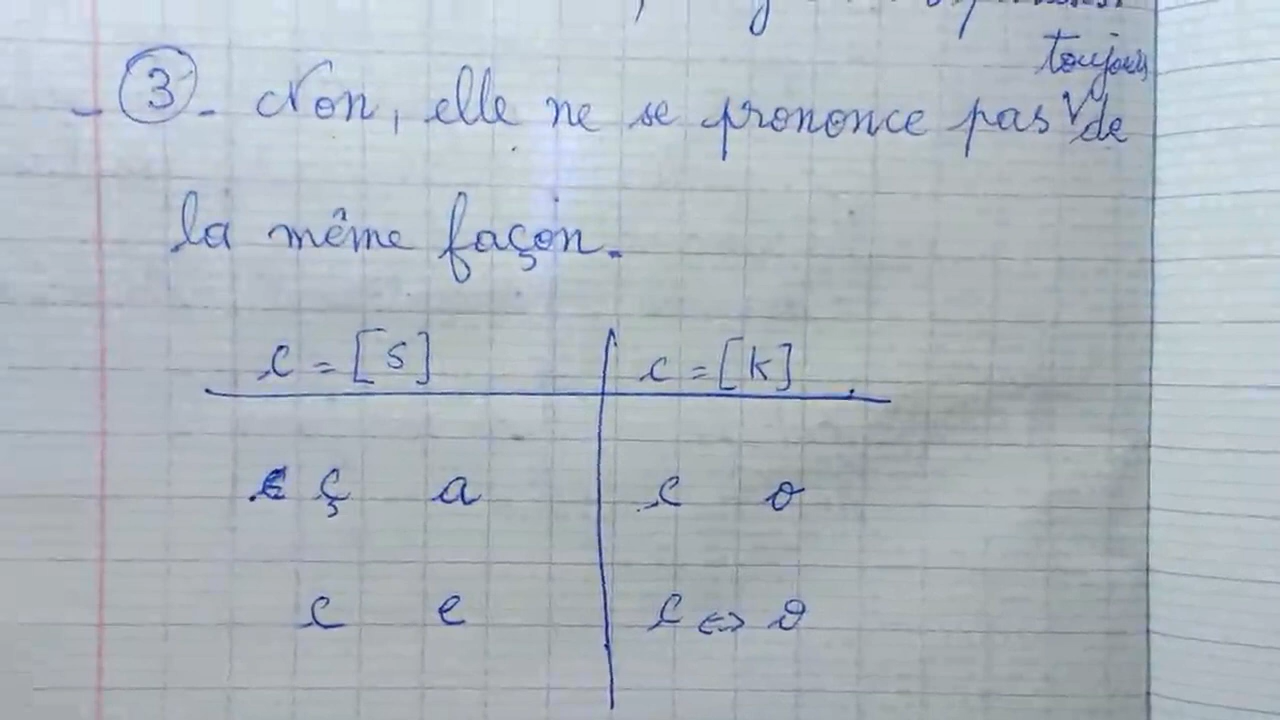 toujours
- 3 - Non, elle ne se prononce pas V de
la même façon.
c = [s] c = [k]
ç a c o
c e c <=> o